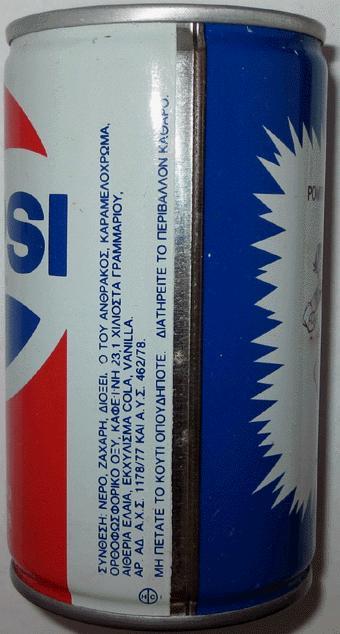 SI
ΣΥΝΘΕΣΗ: ΝΕΡΟ, ΖΑΧΑΡΗ, ΔΙΟΞΕΙ. Ο ΤΟΥ ΑΝΘΡΑΚΟΣ, ΚΑΡΑΜΕΛΟΧΡΩΜΑ,
ΟΡΘΟΦΩΣΦΟΡΙΚΟ ΟΞΥ, ΚΑΦΕΪΝΗ 23,1 ΧΙΛΙΟΣΤΑ ΓΡΑΜΜΑΡΙΟΥ,
ΑΙΘΕΡΙΑ ΕΛΑΙΑ, ΕΚΧΥΛΙΣΜΑ COLA, VANILLA.
ΑΡ. ΑΔ. Ε.Χ.Σ. 1178/77 ΚΑΙ Α.Υ.Σ. 462/78.
ΜΗ ΠΕΤΑΤΕ ΤΟ ΚΟΥΤΙ ΟΠΟΥΔΗΠΟΤΕ. ΔΙΑΤΗΡΕΙΤΕ ΤΟ ΠΕΡΙΒΑΛΛΟΝ ΚΑΘΑΡΟ.